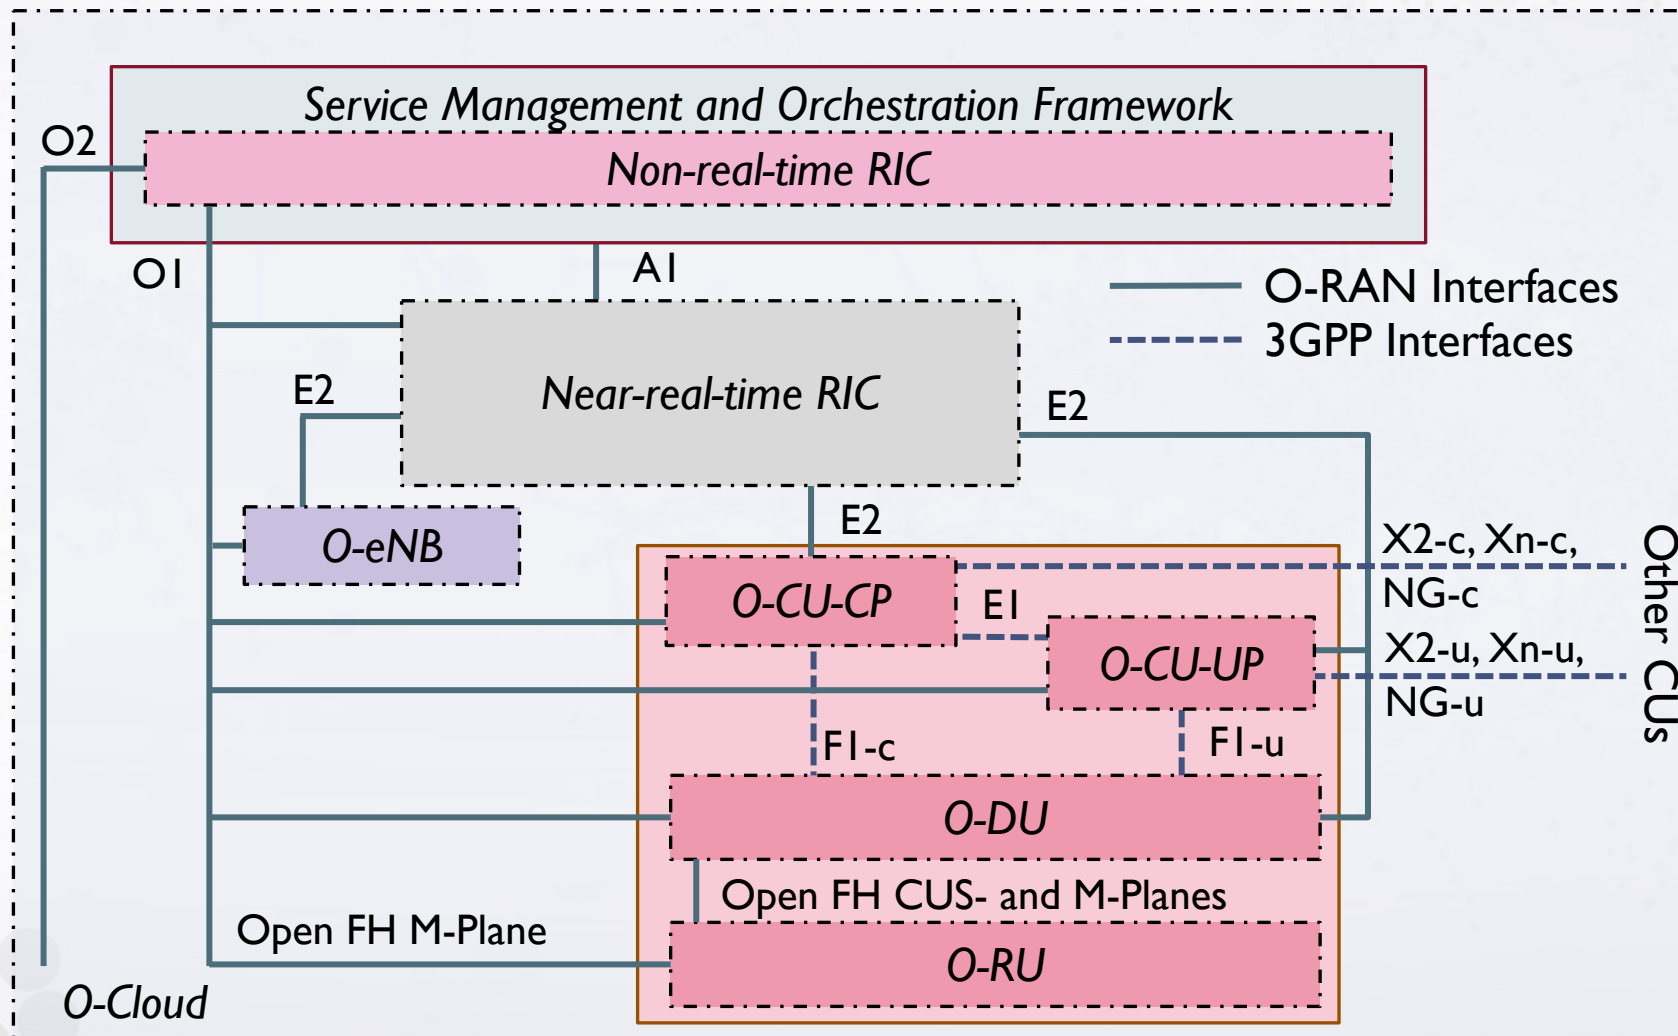 Service Management and Orchestration Framework
O2
Non-real-time RIC
O1
A1
O-RAN Interfaces
3GPP Interfaces
Near-real-time RIC
E2
E2
E2
O-eNB
O-CU-CP
E1
O-CU-UP
X2-c, Xn-c,
NG-c
X2-u, Xn-u,
NG-u
Other CUs
F1-c
F1-u
O-DU
Open FH CUS- and M-Planes
Open FH M-Plane
O-RU
O-Cloud